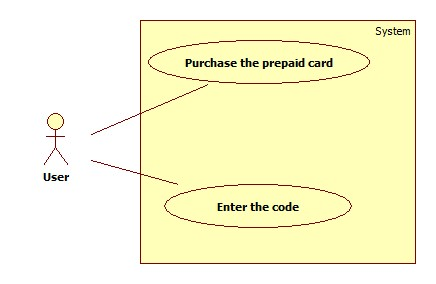 System
Purchase the prepaid card
User
Enter the code